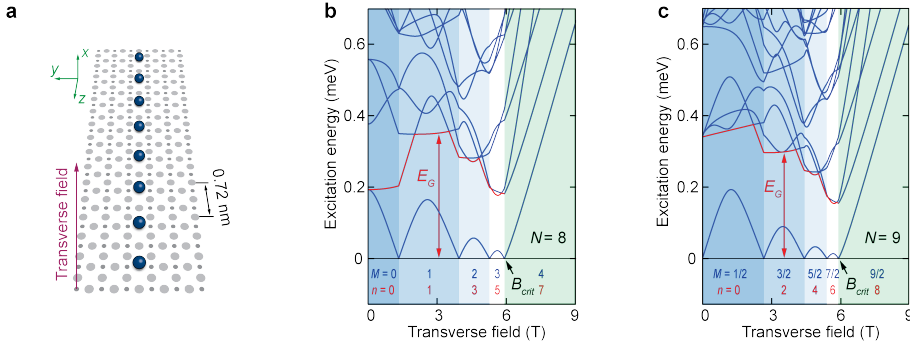 a
x
y
z
Transverse field
0.72 nm
b
Excitation energy (meV)
0.6
0.4
0.2
0
E_G
N = 8
M = 0 1 2 3 4
n = 0 1 3 5 7
B_crit
0 3 6 9
Transverse field (T)
c
Excitation energy (meV)
0.6
0.4
0.2
0
E_G
N = 9
M = 1/2 3/2 5/2 7/2 9/2
n = 0 2 4 6 8
B_crit
0 3 6 9
Transverse field (T)